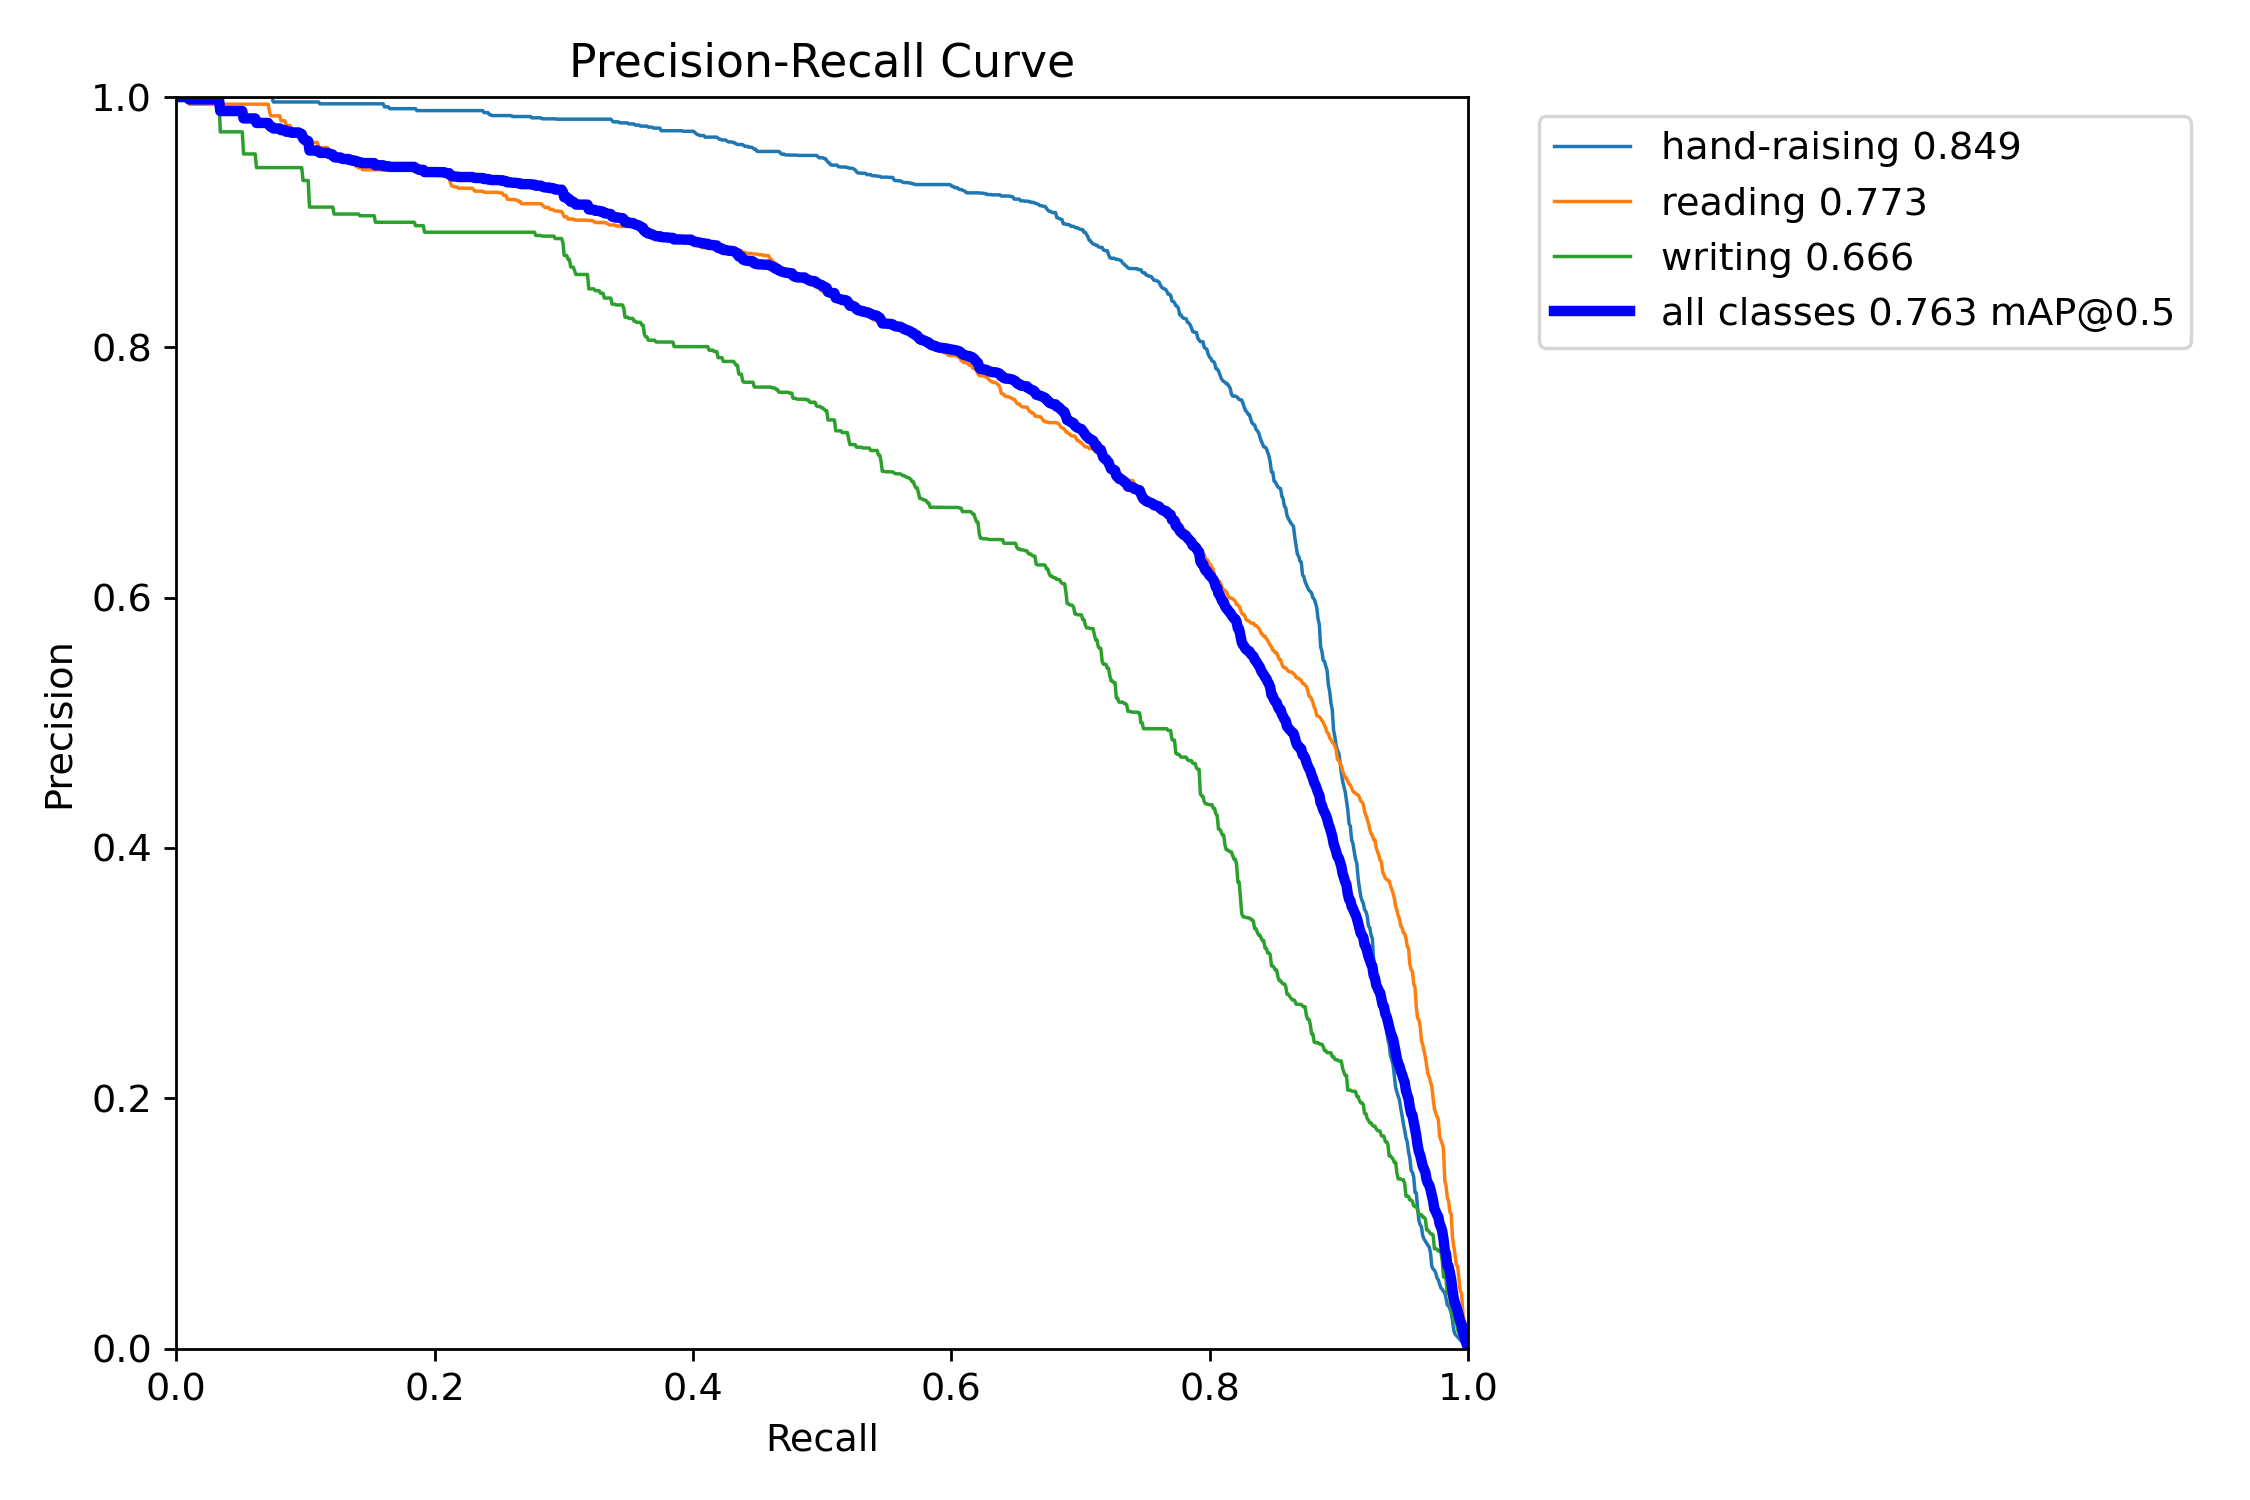 Precision-Recall Curve
1.0
0.8
0.6
0.4
0.2
0.0
Precision
0.0 0.2 0.4 0.6 0.8 1.0
Recall
hand-raising 0.849
reading 0.773
writing 0.666
all classes 0.763 mAP@0.5